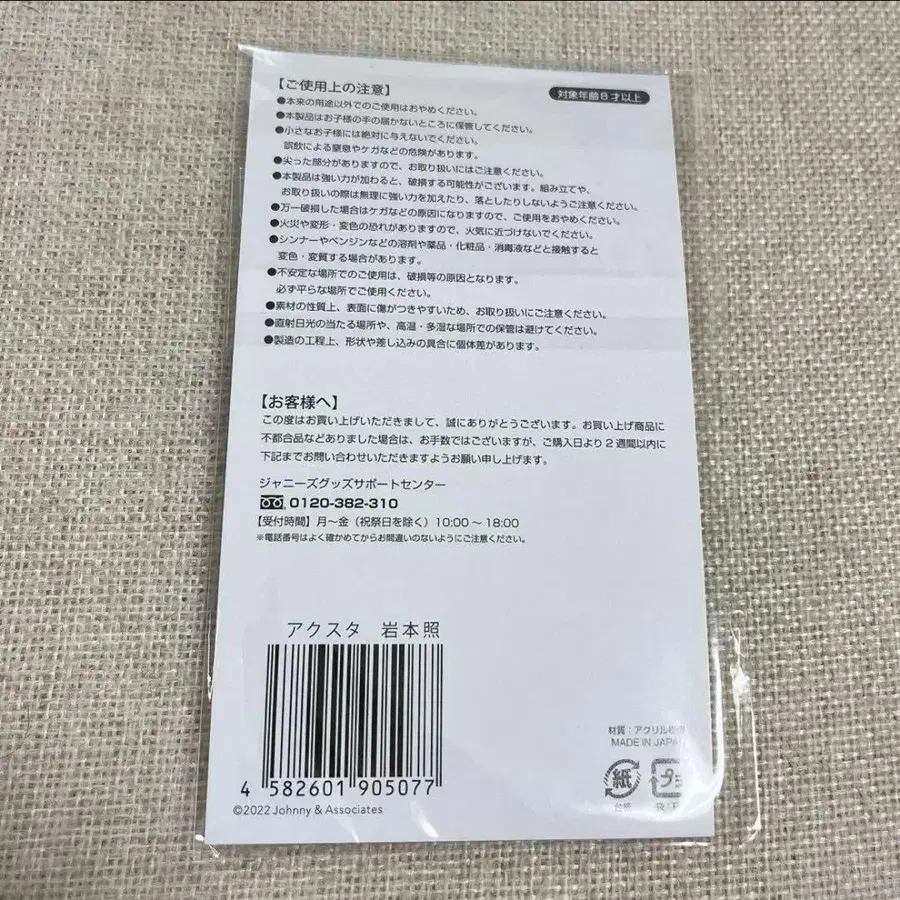 【ご使用上の注意】
対象年齢8才以上
●本来の用途以外でのご使用はおやめください。
●本製品はお子様の手の届かないところに保管してください。
●小さなお子様には絶対に与えないでください。
誤飲による窒息やケガなどの危険があります。
●尖った部分がありますので、お取り扱いにはご注意ください。
●本製品は強い力が加わると、破損する可能性がございます。組み立てや、
お取り扱いの際は無理に強い力を加えたり、落としたりしないようご注意ください。
●万一破損した場合はケガなどの原因になりますので、ご使用をおやめください。
●火災や変形・変色の恐れがありますので、火気に近づけないでください。
●シンナーやベンジンなどの溶剤や薬品・化粧品・消毒液などと接触すると
変色・変質する場合があります。
●不安定な場所でのご使用は、破損等の原因となります。
必ず平らな場所でご使用ください。
●素材の性質上、表面に傷がつきやすいため、お取り扱いにご注意ください。
●直射日光の当たる場所や、高温・多湿な場所での保管は避けてください。
●製造の工程上、形状や差し込みの具合に個体差があります。
【お客様へ】
この度はお買い上げいただきまして、誠にありがとうございます。お買い上げ商品に
不都合品などありました場合は、お手数ではございますが、ご購入日より2週間以内に
下記までお問い合わせいただきますようお願い申し上げます。
ジャニーズグッズサポートセンター
0120-382-310
【受付時間】月〜金（祝祭日を除く）10:00〜18:00
※電話番号はよく確かめてからお間違いのないようにご注意ください。
アクスタ 岩本照
4 582601 905077
©2022 Johnny & Associates
材質：アクリル
MADE IN JAPAN
紙 プラ
台紙